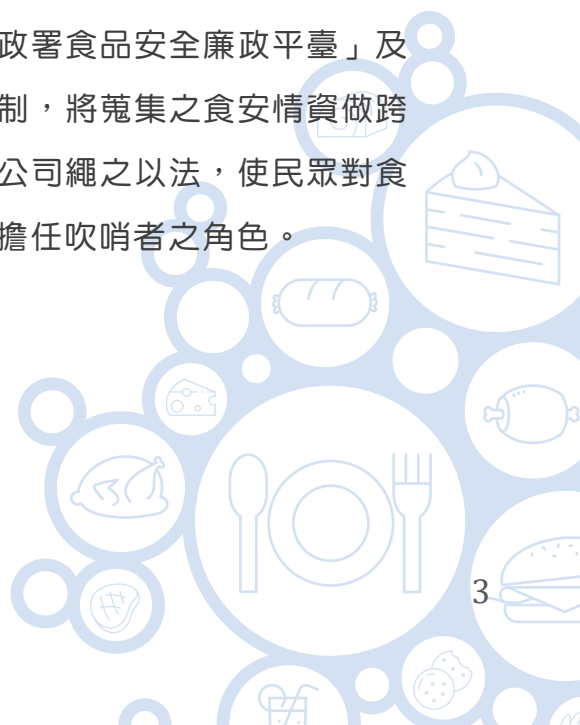 政署食品安全廉政平臺」及
制，將蒐集之食安情資做跨
公司繩之以法，使民眾對食
擔任吹哨者之角色。
3